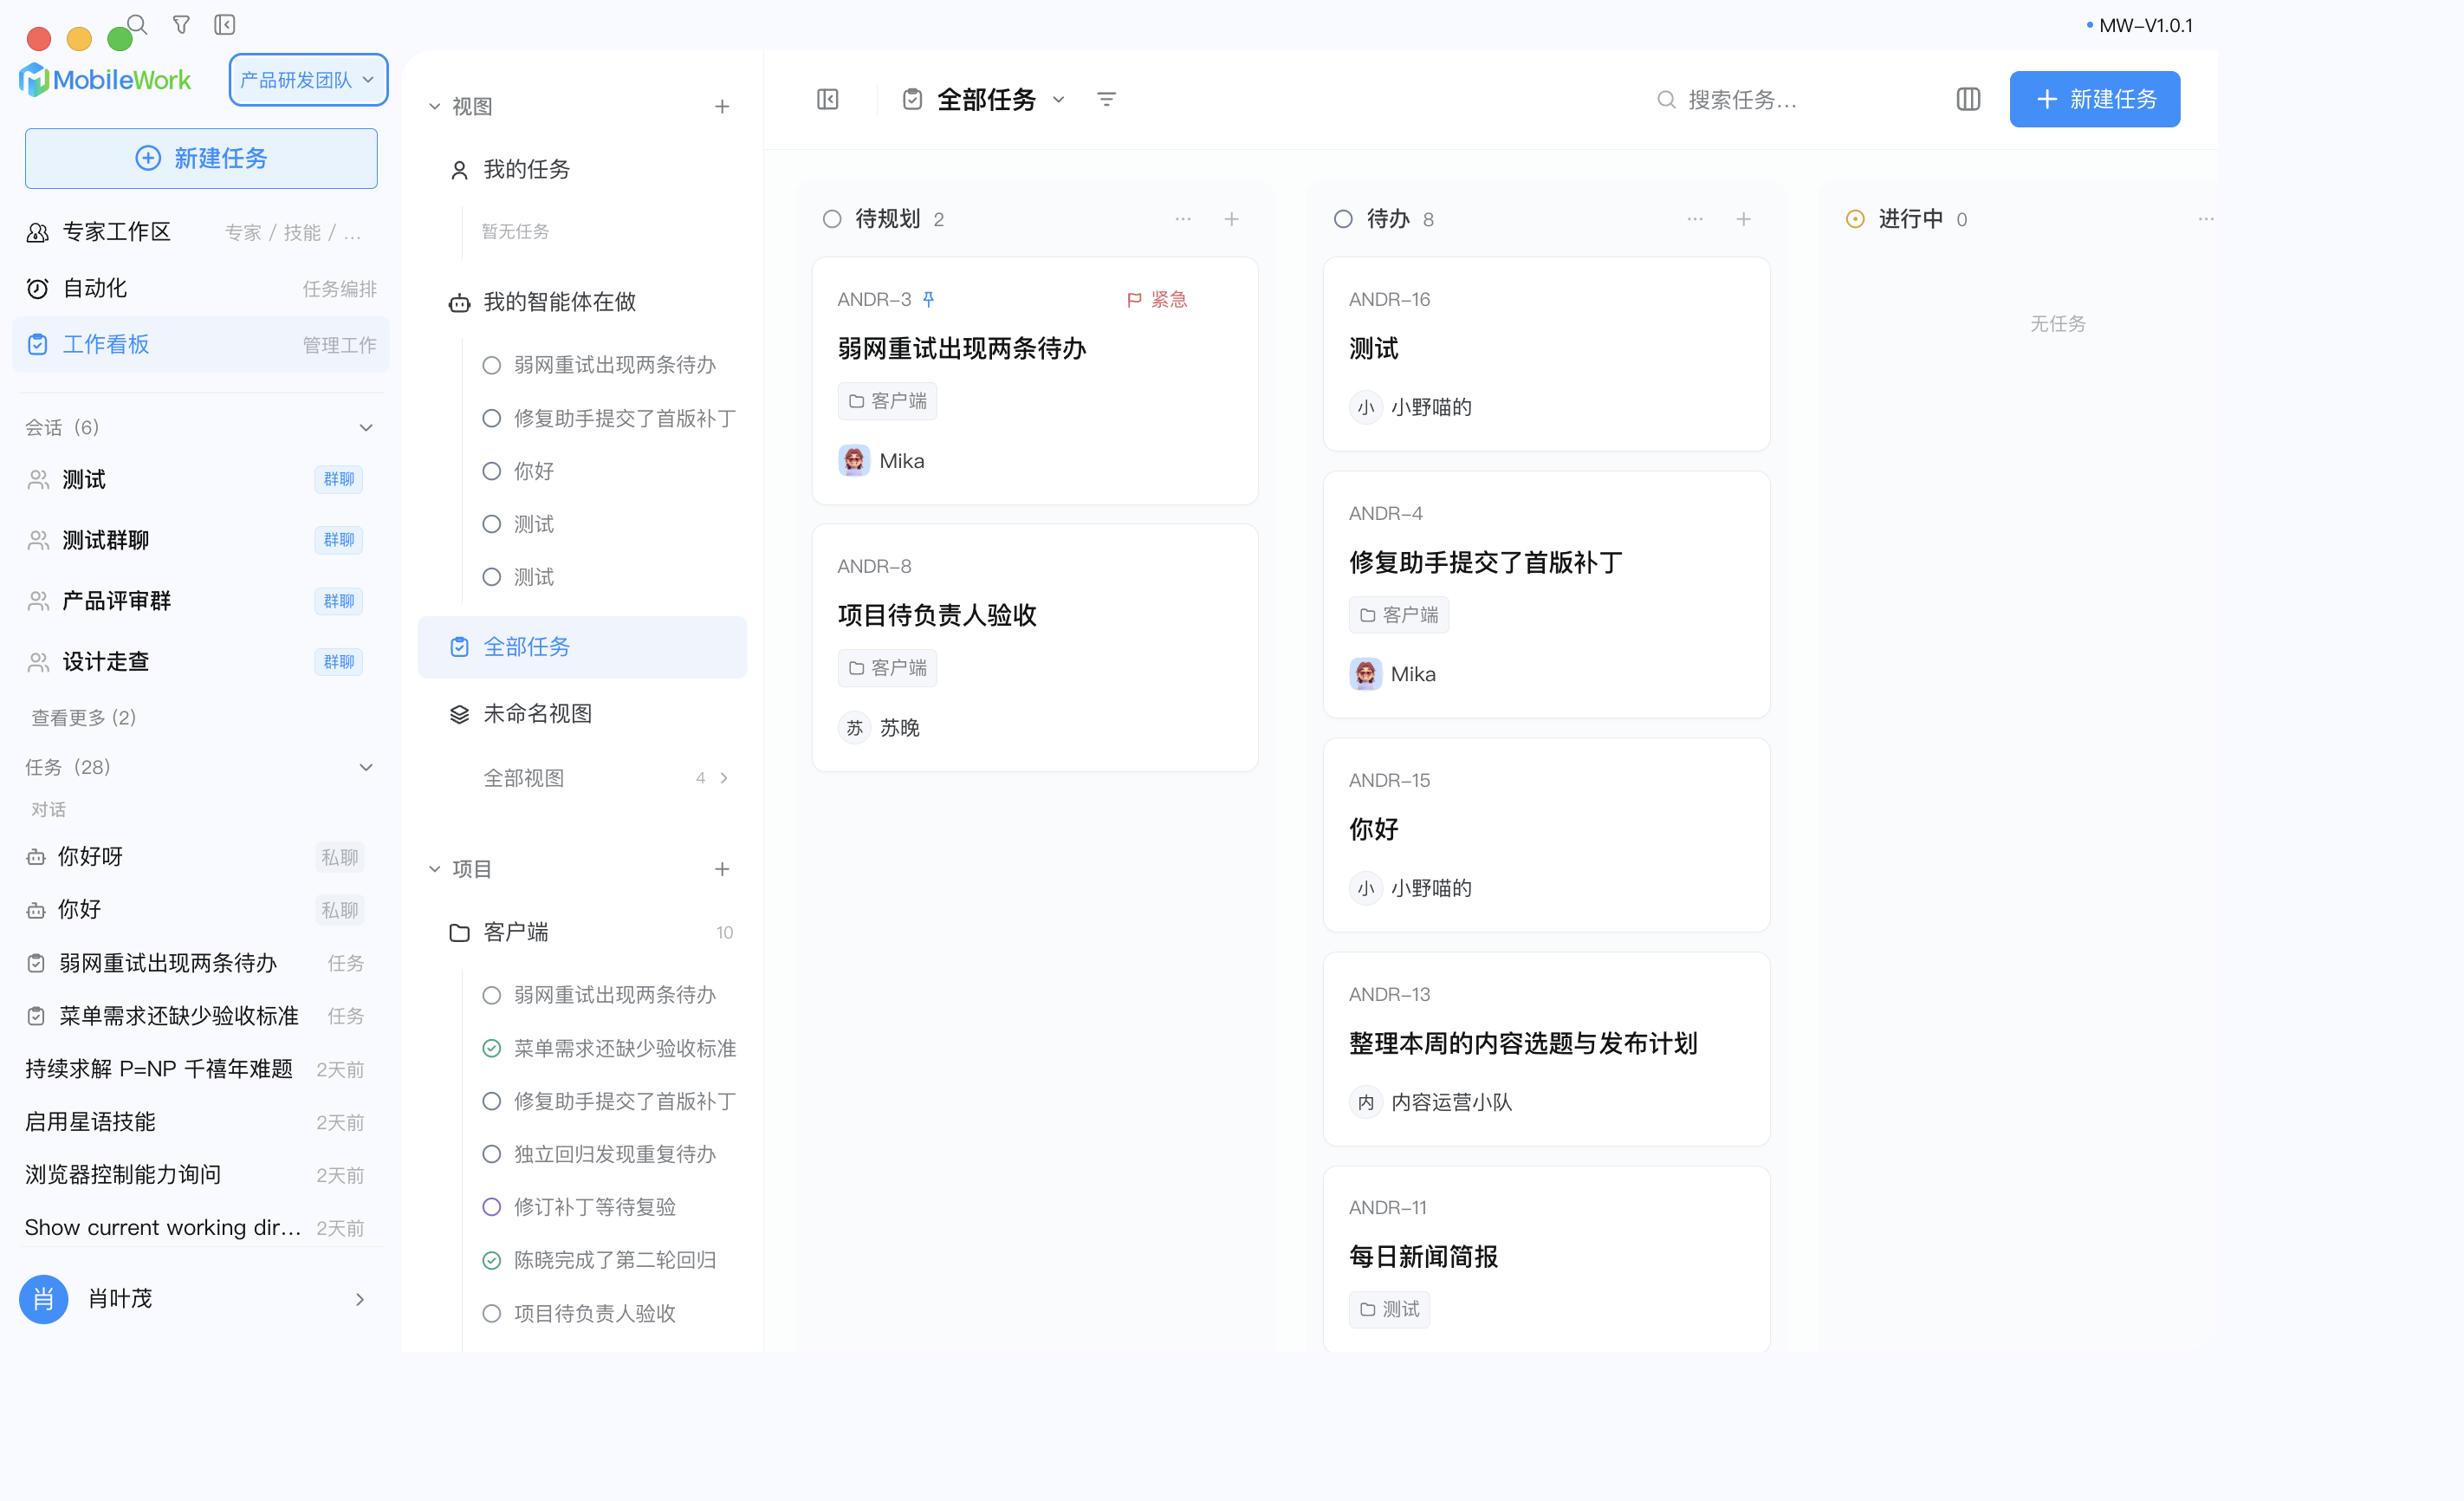 MW-V1.0.1
MobileWork
产品研发团队
新建任务
专家工作区 专家 / 技能 / ...
自动化 任务编排
工作看板 管理工作
会话 (6)
测试 群聊
测试群聊 群聊
产品评审群 群聊
设计走查 群聊
查看更多 (2)
任务 (28)
对话
你好呀 私聊
你好 私聊
弱网重试出现两条待办 任务
菜单需求还缺少验收标准 任务
持续求解 P=NP 千禧年难题 2天前
启用星语技能 2天前
浏览器控制能力询问 2天前
Show current working dir... 2天前
肖 肖叶茂
视图
我的任务
暂无任务
我的智能体在做
弱网重试出现两条待办
修复助手提交了首版补丁
你好
测试
测试
全部任务
未命名视图
全部视图 4
项目
客户端 10
弱网重试出现两条待办
菜单需求还缺少验收标准
修复助手提交了首版补丁
独立回归发现重复待办
修订补丁等待复验
陈晓完成了第二轮回归
项目待负责人验收
全部任务
搜索任务...
新建任务
待规划 2
ANDR-3 紧急
弱网重试出现两条待办
客户端
Mika
ANDR-8
项目待负责人验收
客户端
苏 苏晚
待办 8
ANDR-16
测试
小 小野喵的
ANDR-4
修复助手提交了首版补丁
客户端
Mika
ANDR-15
你好
小 小野喵的
ANDR-13
整理本周的内容选题与发布计划
内 内容运营小队
ANDR-11
每日新闻简报
测试
进行中 0
无任务